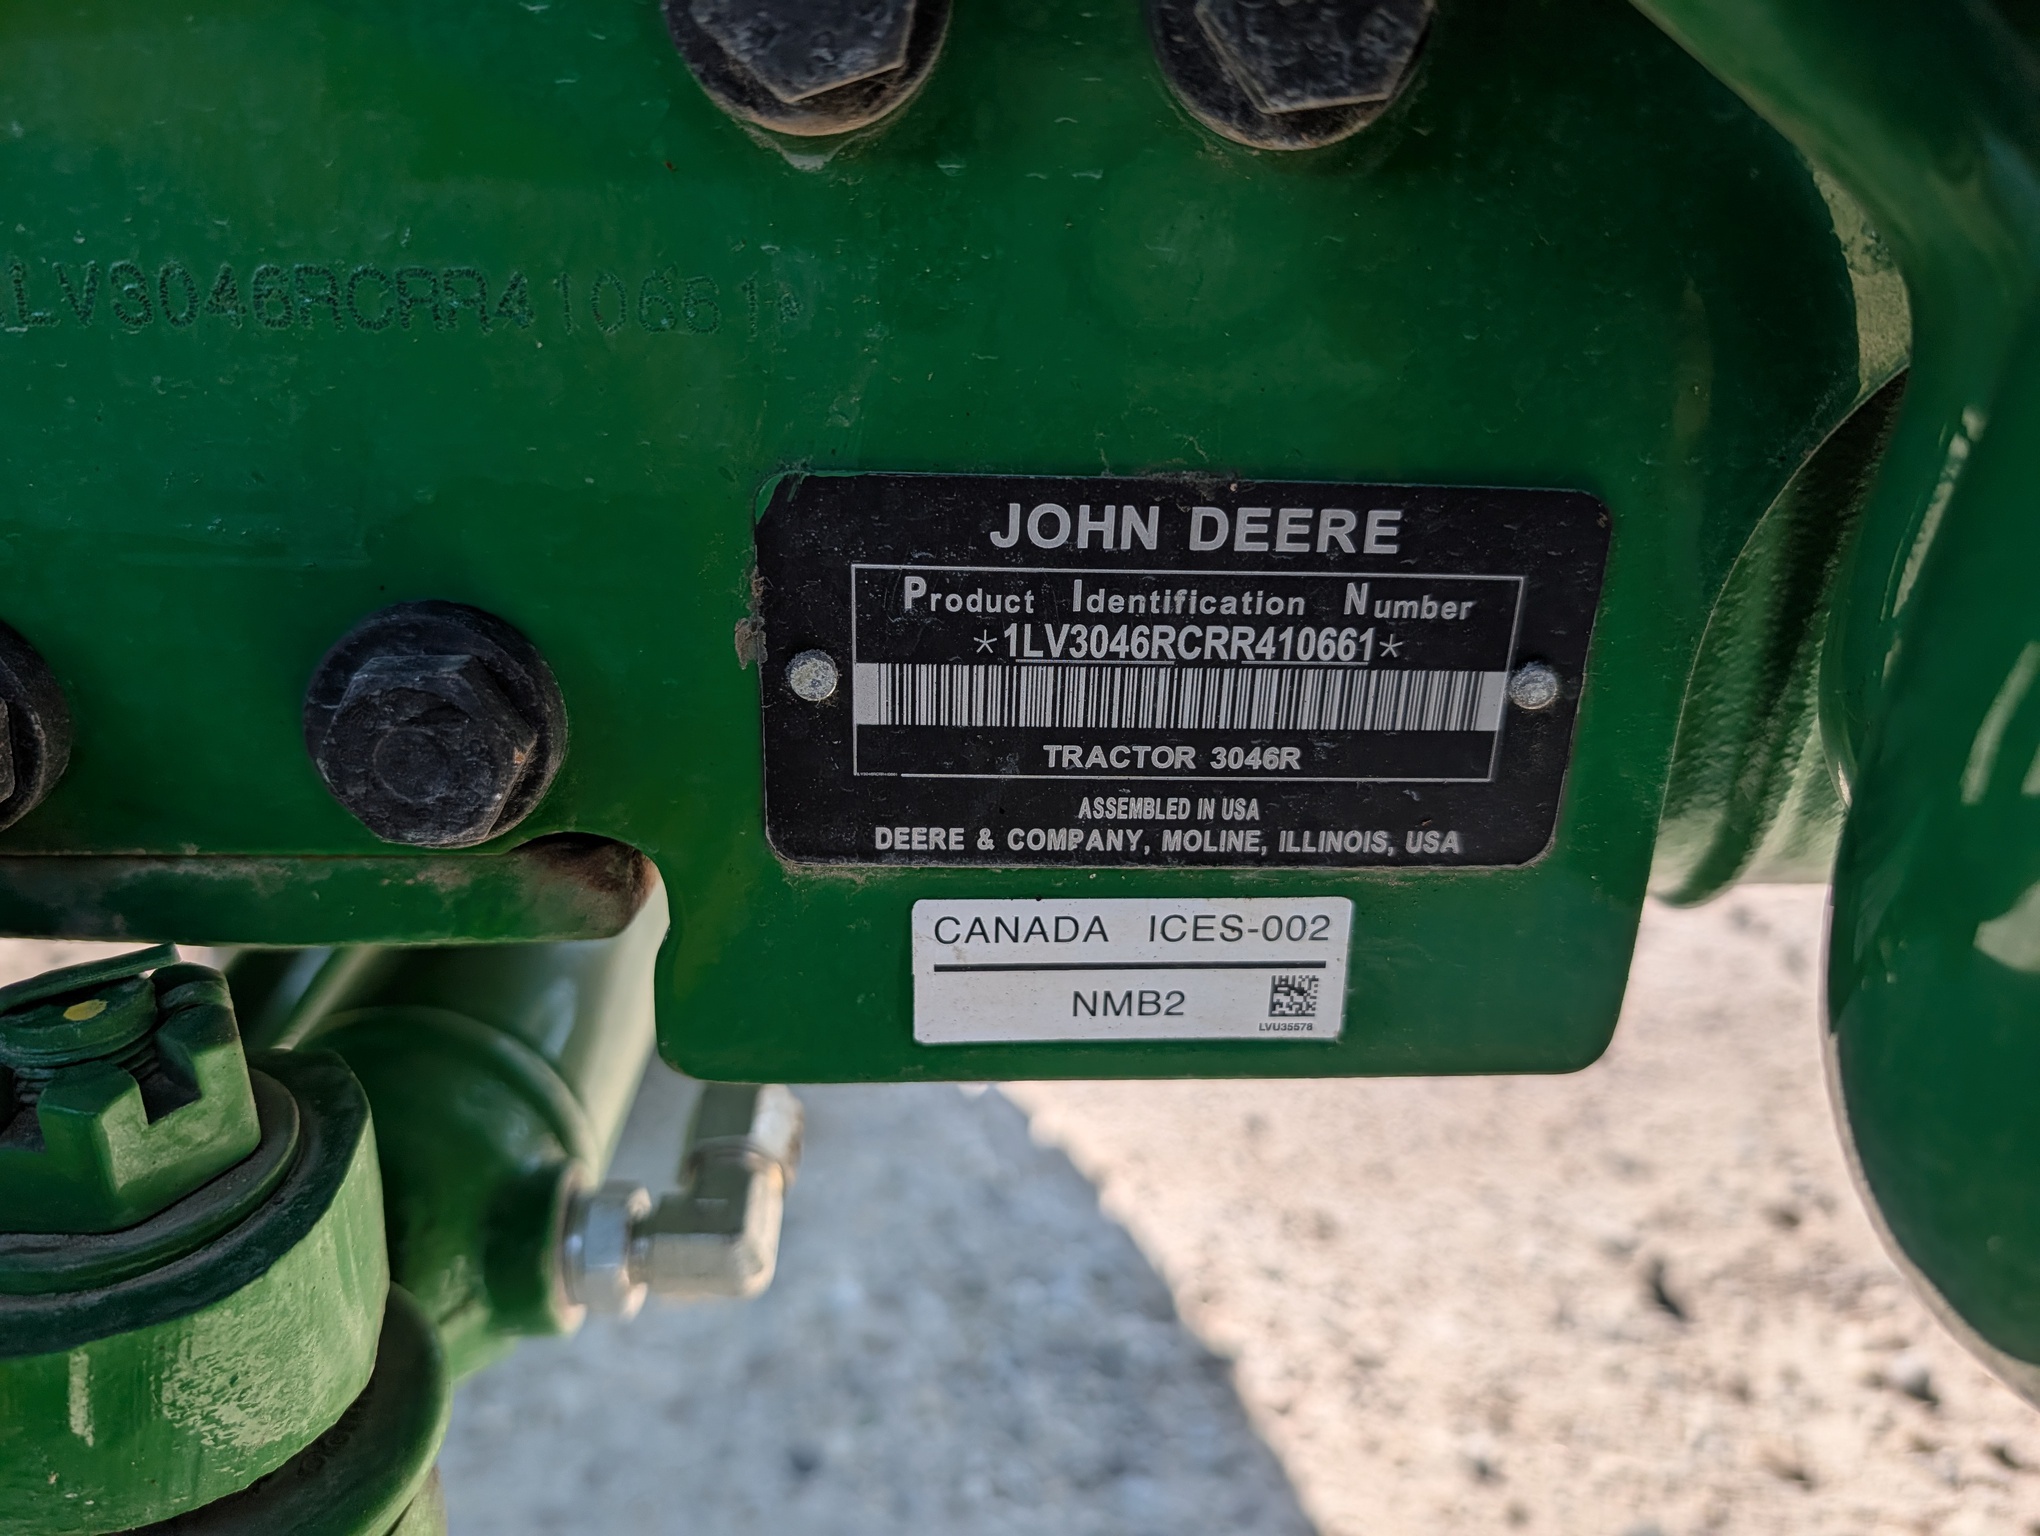 1LV3046RCRR410661*
JOHN DEERE
Product Identification Number
*1LV3046RCRR410661*
TRACTOR 3046R
ASSEMBLED IN USA
DEERE & COMPANY, MOLINE, ILLINOIS, USA
CANADA ICES-002
NMB2
LVU35578